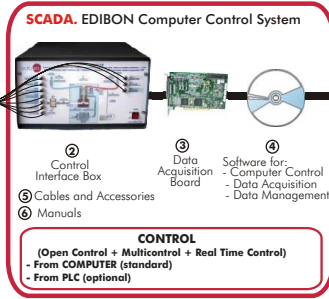 SCADA. EDIBON Computer Control System
②
Control
Interface Box
③
Data
Acquisition
Board
④
Software for:
- Computer Control
- Data Acquisition
- Data Management
⑤ Cables and Accessories
⑥ Manuals
CONTROL
(Open Control + Multicontrol + Real Time Control)
- From COMPUTER (standard)
- From PLC (optional)